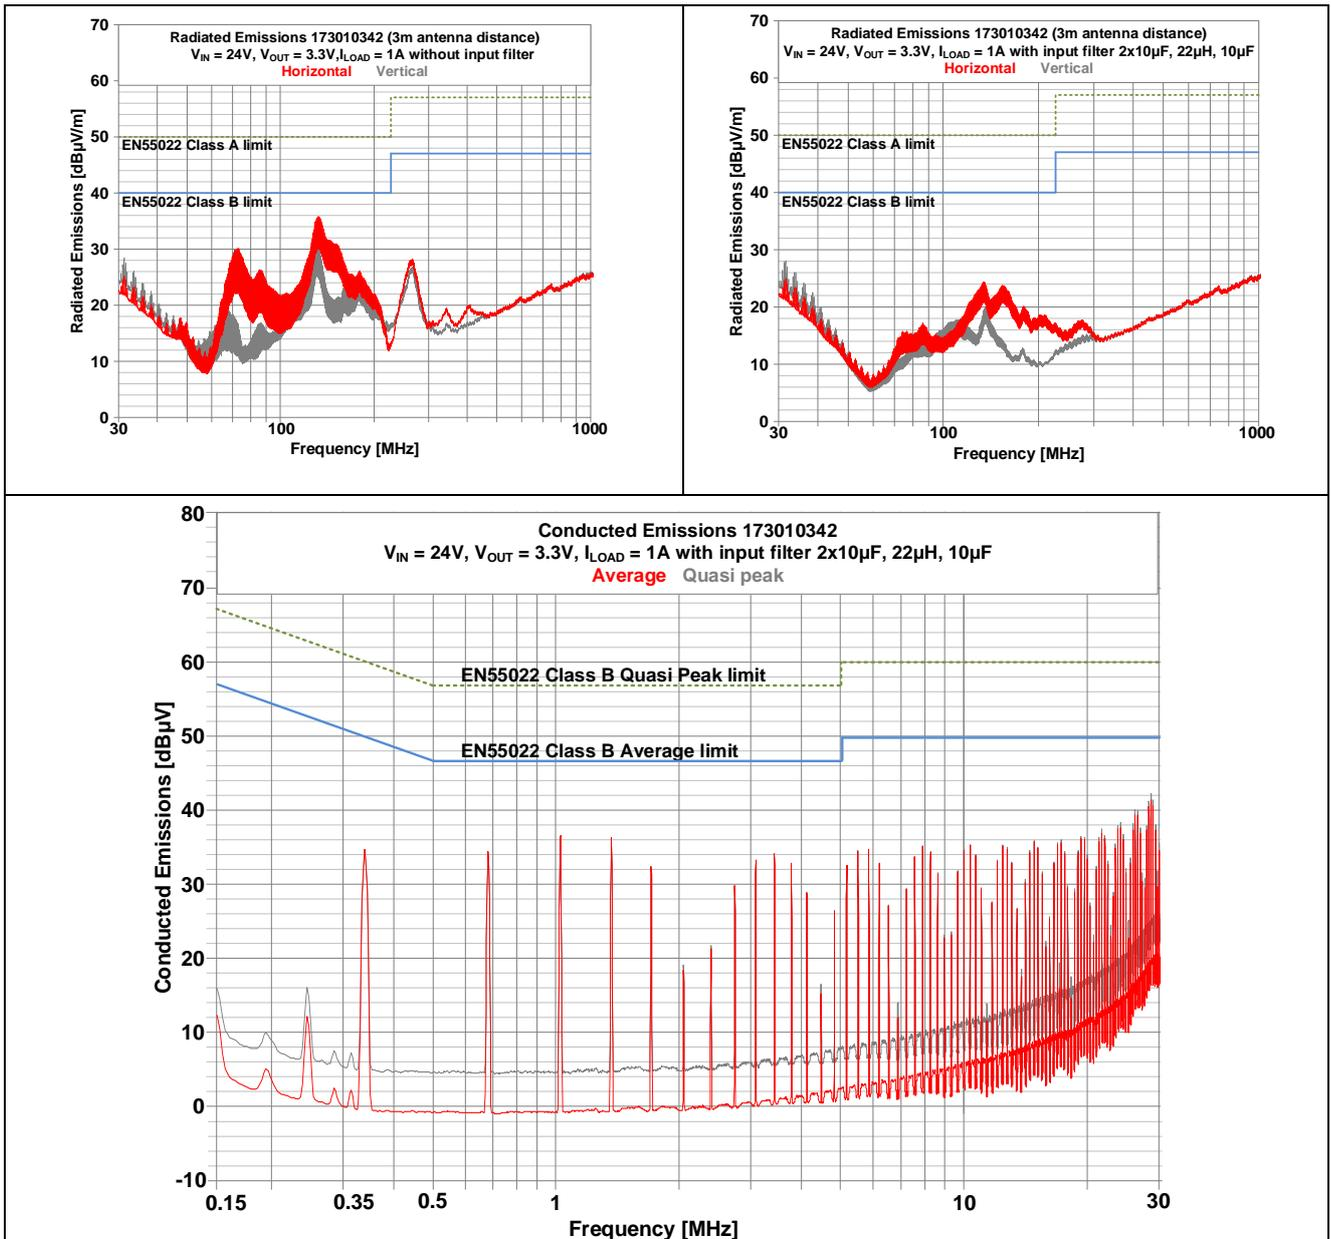 Radiated Emissions 173010342 (3m antenna distance)
VIN = 24V, VOUT = 3.3V,ILOAD = 1A without input filter
Horizontal Vertical
70
60
50
40
30
20
10
0
Radiated Emissions [dBµV/m]
EN55022 Class A limit
EN55022 Class B limit
30 100 1000
Frequency [MHz]
Radiated Emissions 173010342 (3m antenna distance)
VIN = 24V, VOUT = 3.3V, ILOAD = 1A with input filter 2x10µF, 22µH, 10µF
Horizontal Vertical
70
60
50
40
30
20
10
0
Radiated Emissions [dBµV/m]
EN55022 Class A limit
EN55022 Class B limit
30 100 1000
Frequency [MHz]
Conducted Emissions 173010342
VIN = 24V, VOUT = 3.3V, ILOAD = 1A with input filter 2x10µF, 22µH, 10µF
Average Quasi peak
80
70
60
50
40
30
20
10
0
-10
Conducted Emissions [dBµV]
EN55022 Class B Quasi Peak limit
EN55022 Class B Average limit
0.15 0.35 0.5 1 10 30
Frequency [MHz]